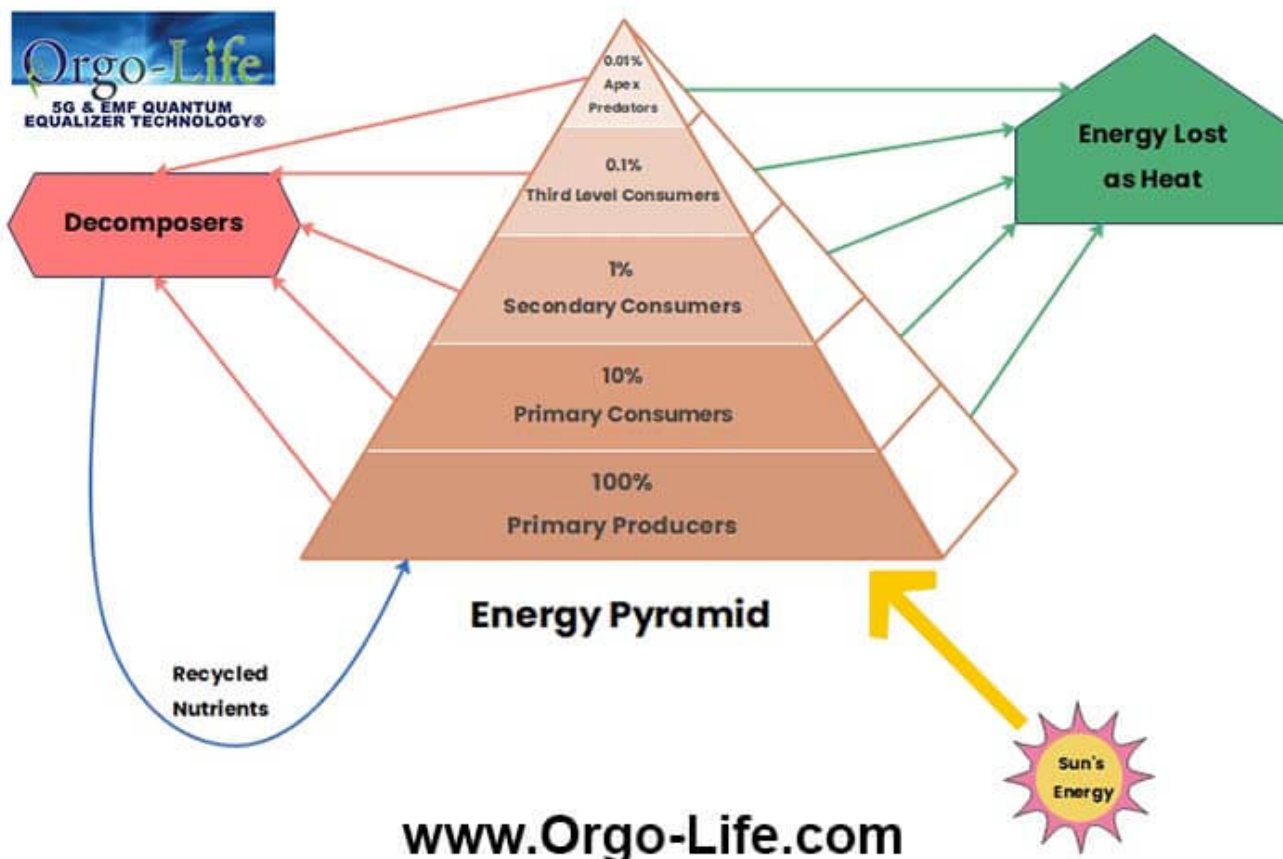 Orgo-Life
5G & EMF QUANTUM
EQUALIZER TECHNOLOGY®
0.01%
Apex
Predators
Energy Lost
as Heat
0.1%
Third Level Consumers
Decomposers
1%
Secondary Consumers
10%
Primary Consumers
100%
Primary Producers
Energy Pyramid
Recycled
Nutrients
Sun's
Energy
www.Orgo-Life.com